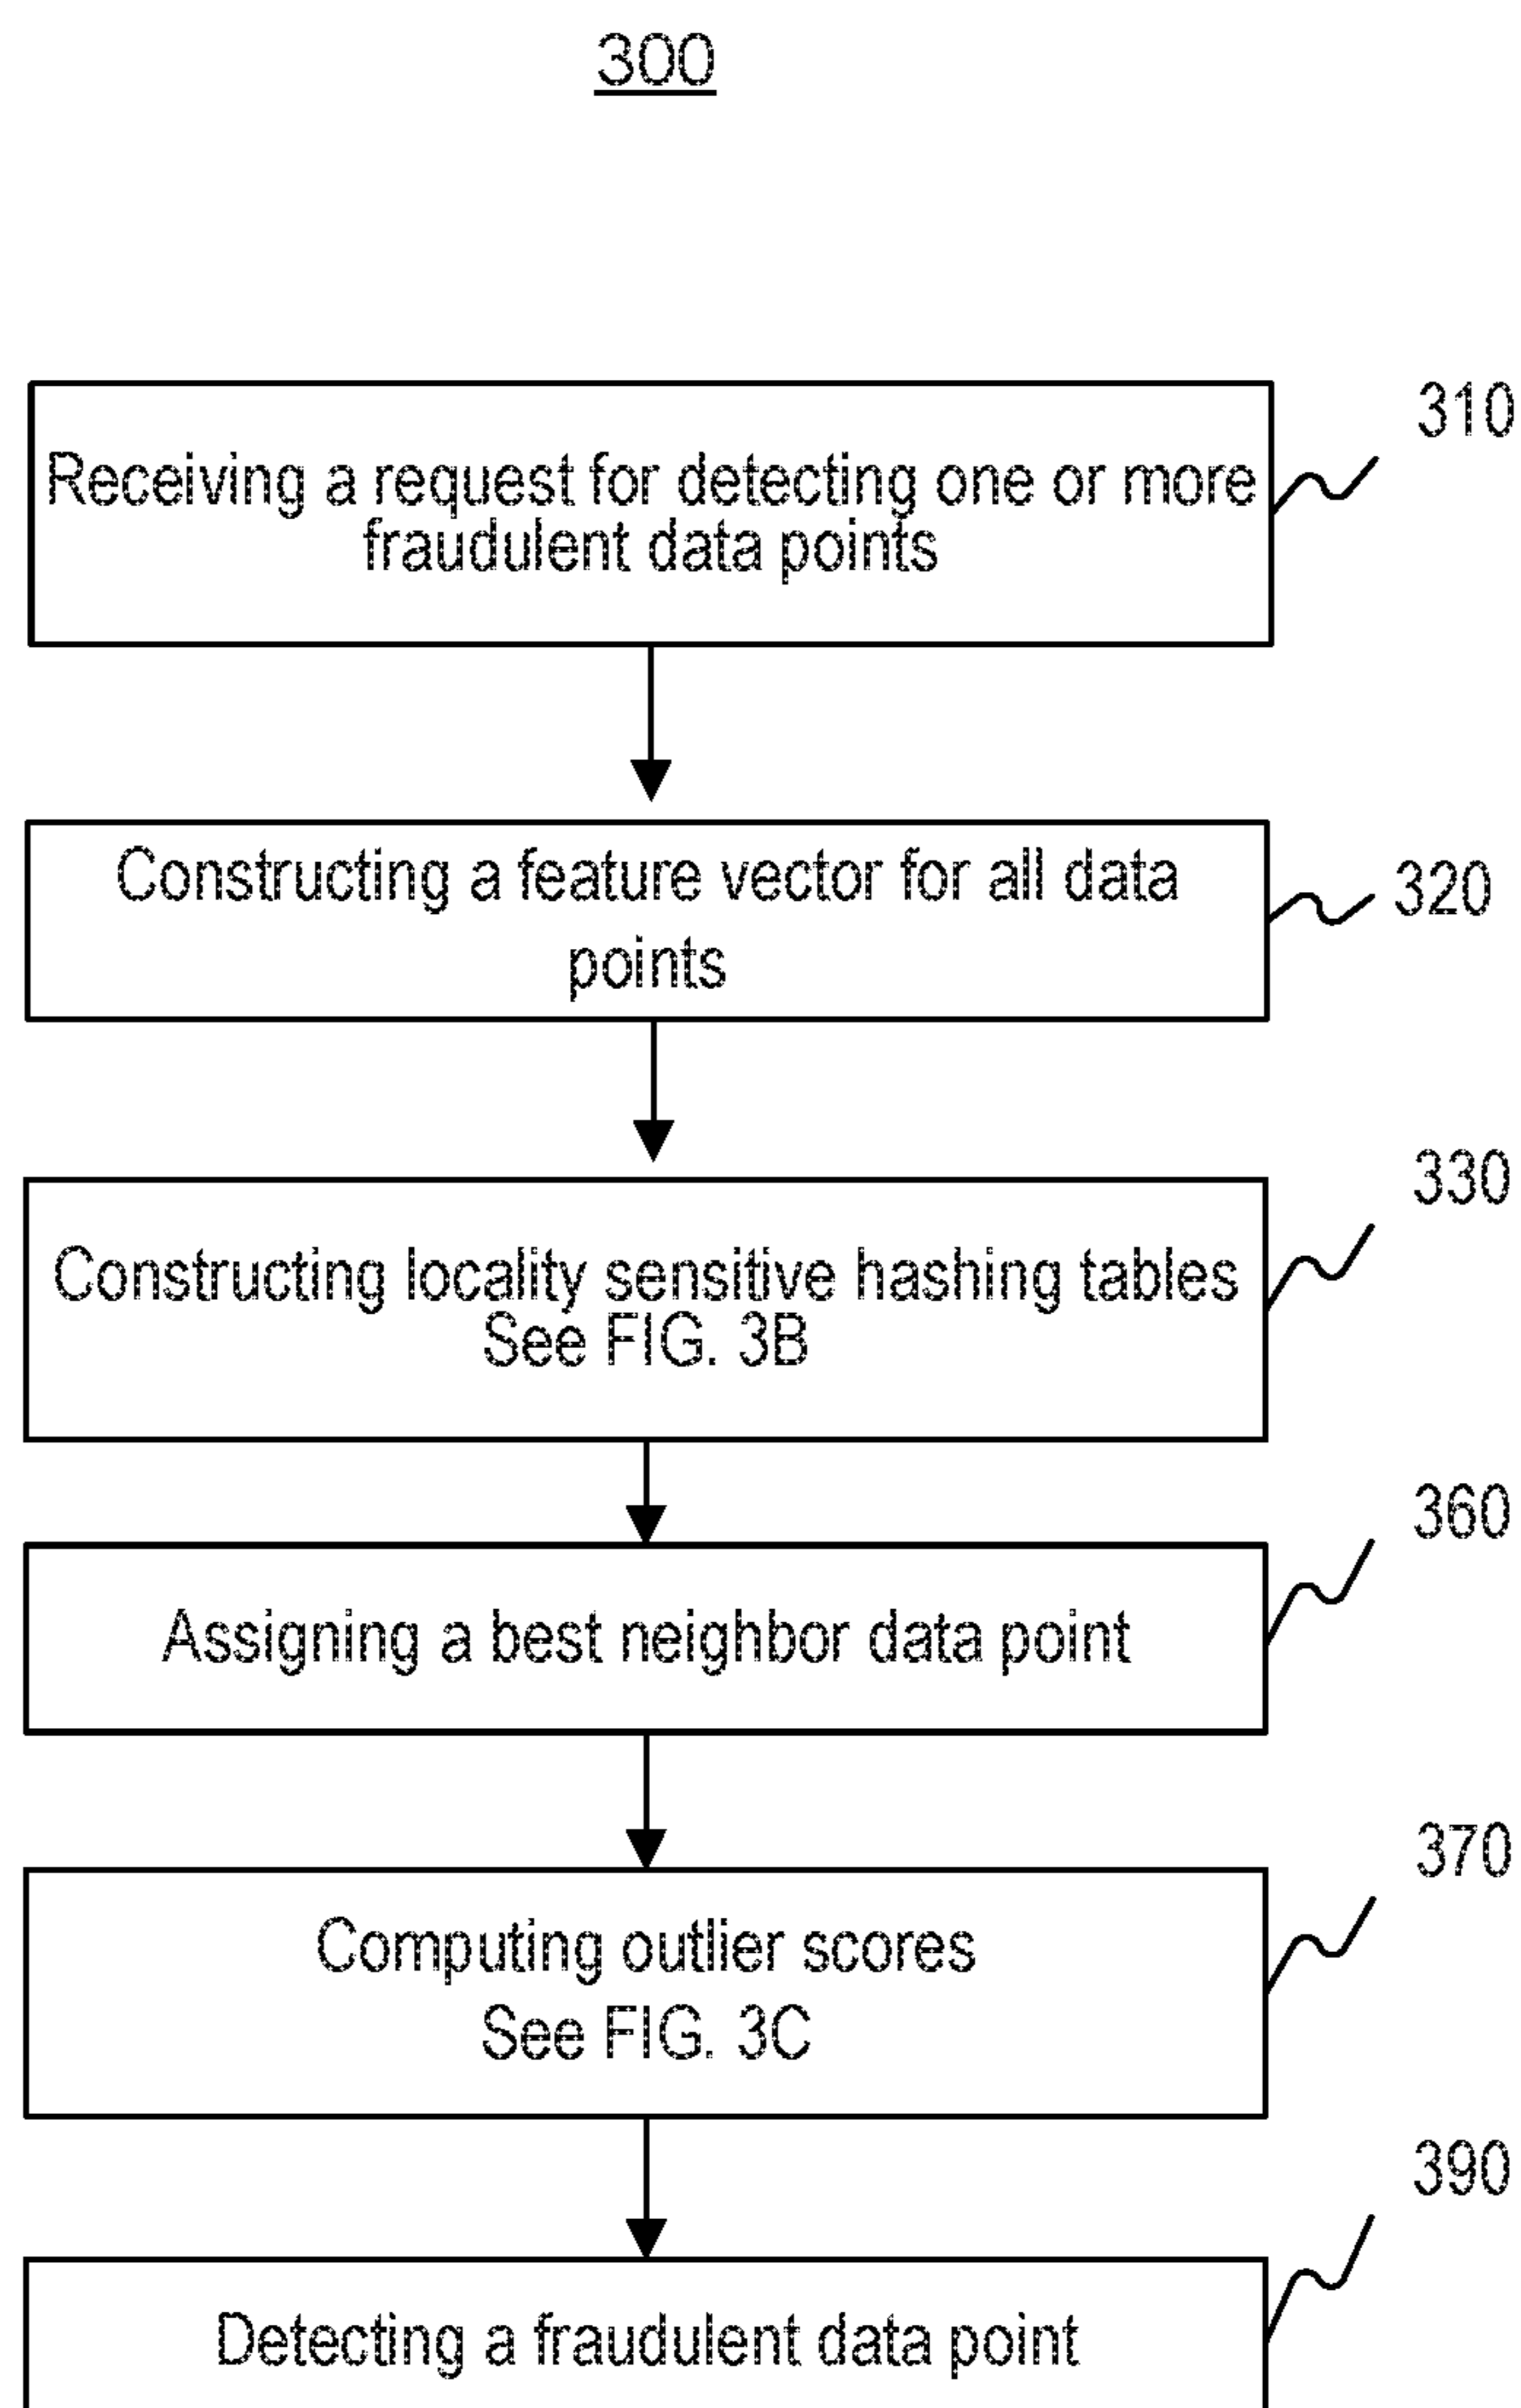 300
310
Receiving a request for detecting one or more
fraudulent data points
Constructing a feature vector for all data
points
320
330
Constructing locality sensitive hashing tables
See FIG. 3B
360
Assigning a best neighbor data point
370
Computing outlier scores
See FIG. 3C
390
Detecting a fraudulent data point